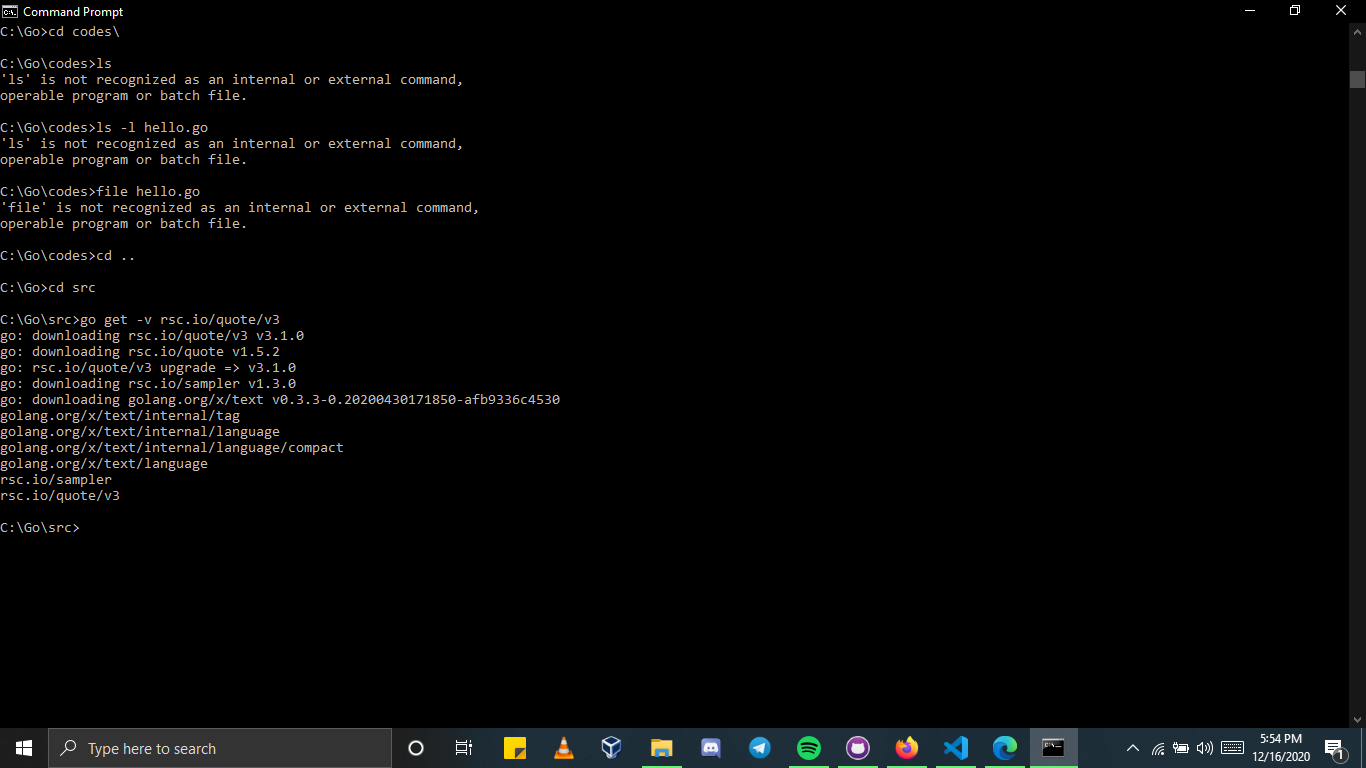 Command Prompt
C:\Go>cd codes\
C:\Go\codes>ls
'ls' is not recognized as an internal or external command,
operable program or batch file.
C:\Go\codes>ls -l hello.go
'ls' is not recognized as an internal or external command,
operable program or batch file.
C:\Go\codes>file hello.go
'file' is not recognized as an internal or external command,
operable program or batch file.
C:\Go\codes>cd ..
C:\Go>cd src
C:\Go\src>go get -v rsc.io/quote/v3
go: downloading rsc.io/quote/v3 v3.1.0
go: downloading rsc.io/quote v1.5.2
go: rsc.io/quote/v3 upgrade => v3.1.0
go: downloading rsc.io/sampler v1.3.0
go: downloading golang.org/x/text v0.3.3-0.20200430171850-afb9336c4530
golang.org/x/text/internal/tag
golang.org/x/text/internal/language
golang.org/x/text/internal/language/compact
golang.org/x/text/language
rsc.io/sampler
rsc.io/quote/v3
C:\Go\src>
Type here to search
5:54 PM
12/16/2020
1